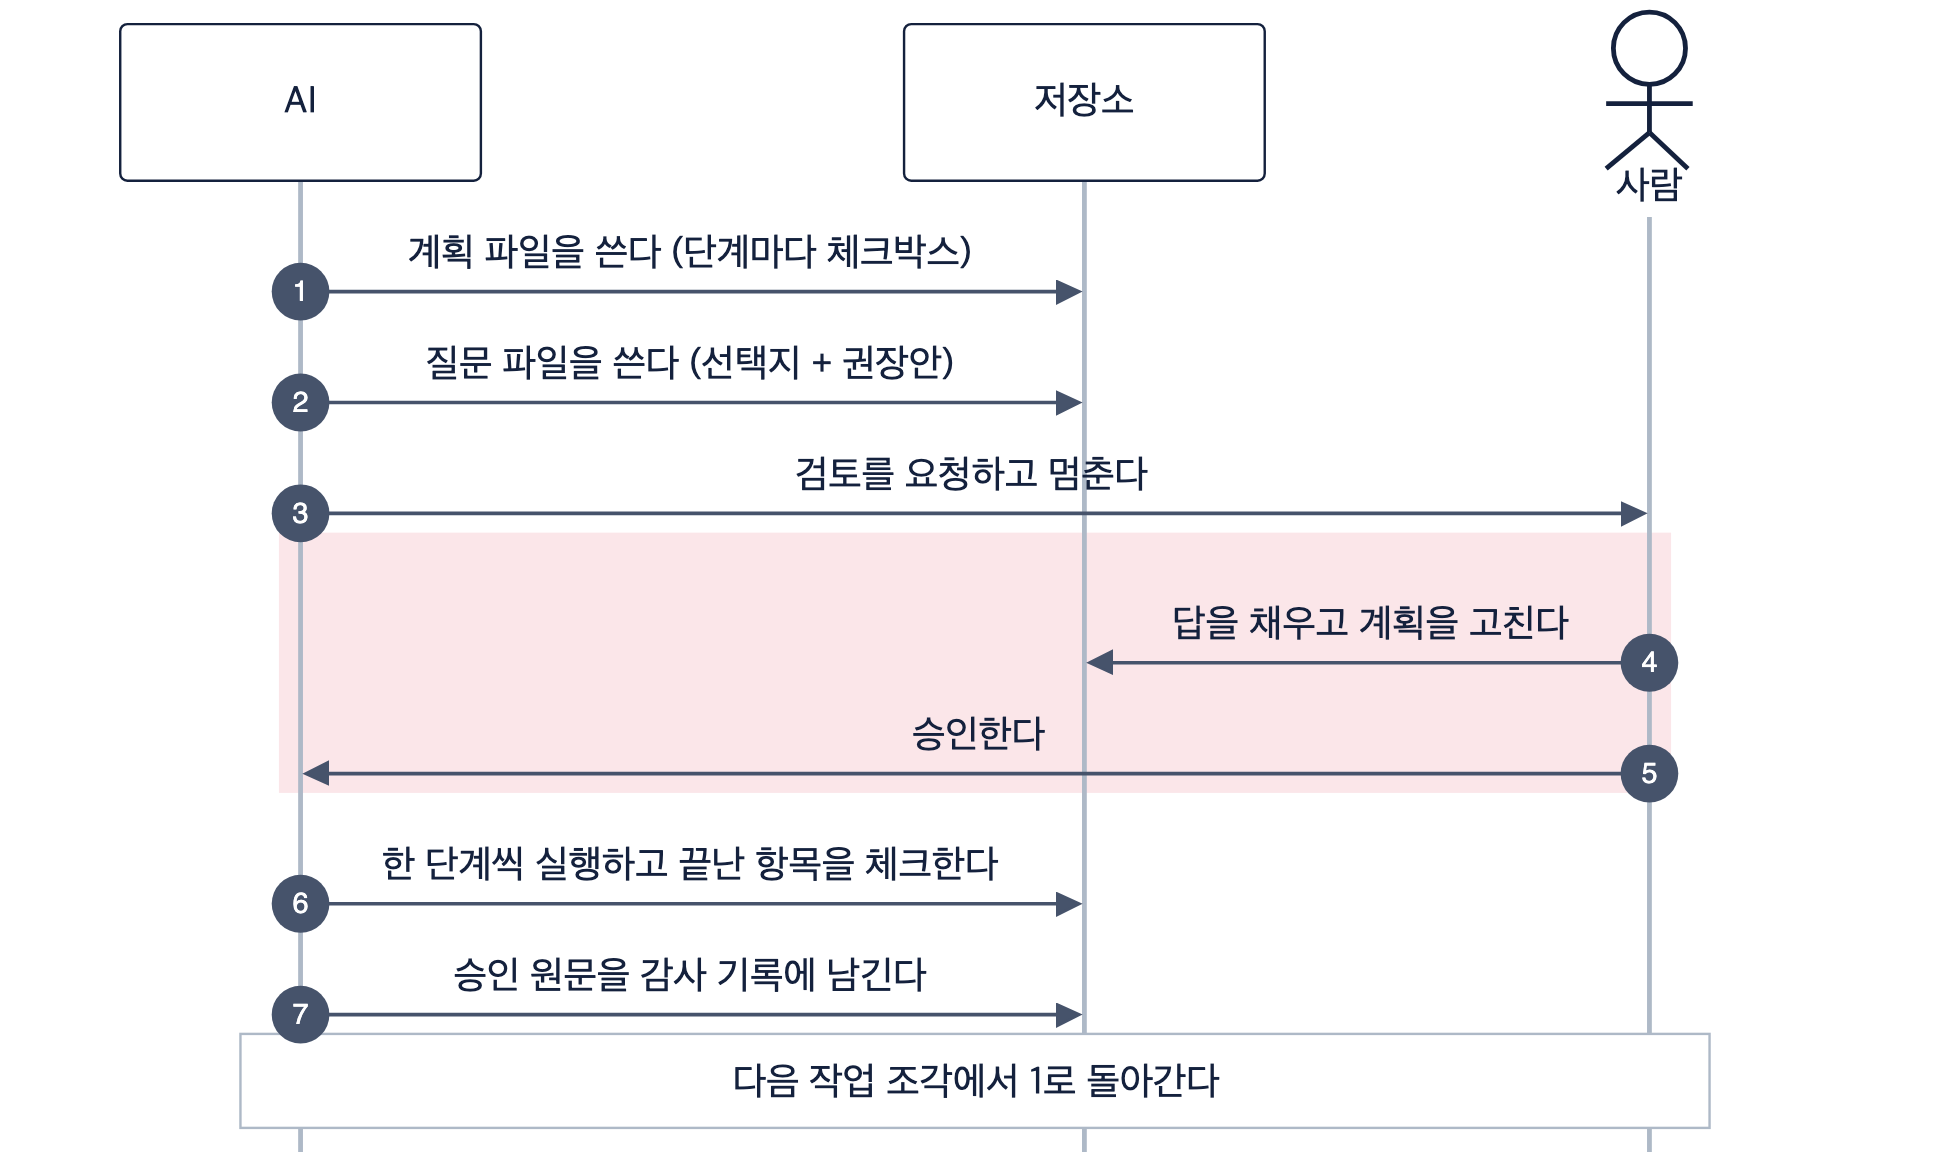 AI
저장소
사람
계획 파일을 쓴다 (단계마다 체크박스)
1
질문 파일을 쓴다 (선택지 + 권장안)
2
검토를 요청하고 멈춘다
3
답을 채우고 계획을 고친다
4
승인한다
5
한 단계씩 실행하고 끝난 항목을 체크한다
6
승인 원문을 감사 기록에 남긴다
7
다음 작업 조각에서 1로 돌아간다